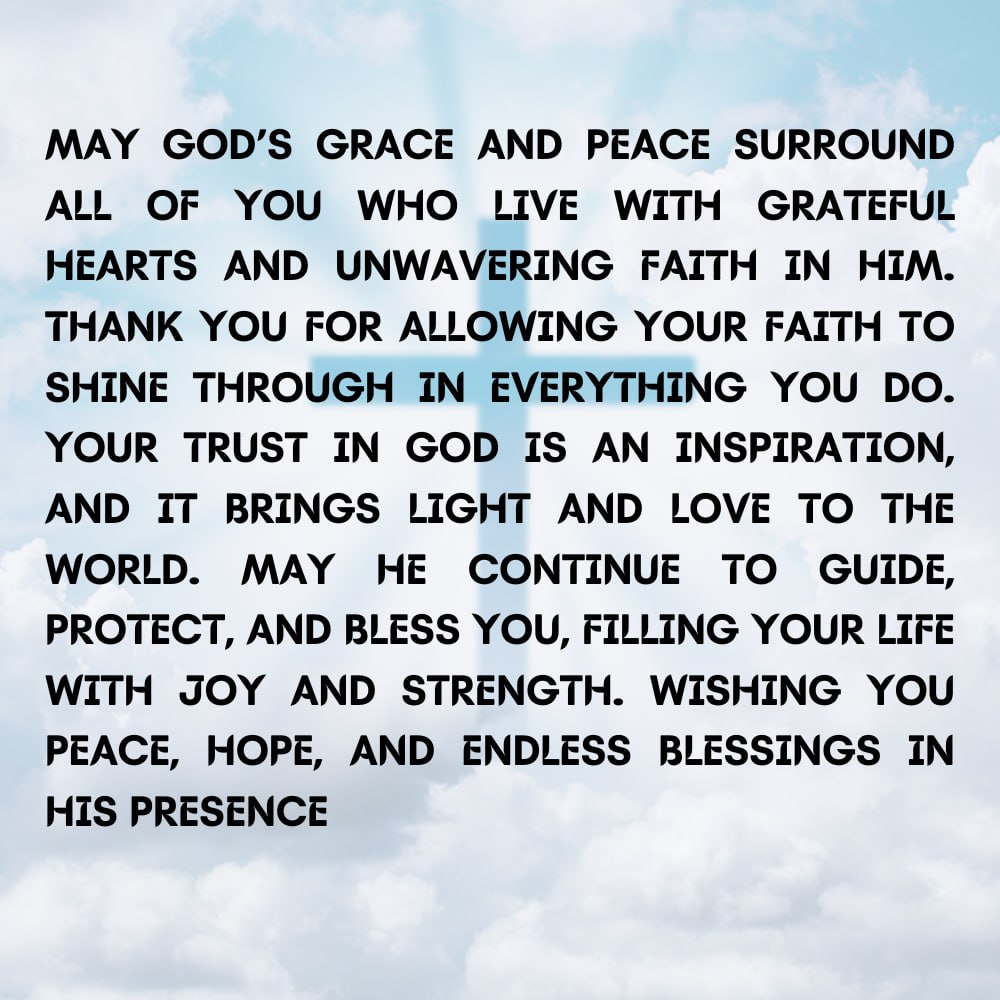 MAY GOD'S GRACE AND PEACE SURROUND
ALL OF YOU WHO LIVE WITH GRATEFUL
HEARTS AND UNWAVERING FAITH IN HIM.
THANK YOU FOR ALLOWING YOUR FAITH TO
SHINE THROUGH IN EVERYTHING YOU DO.
YOUR TRUST IN GOD IS AN INSPIRATION,
AND IT BRINGS LIGHT AND LOVE TO THE
WORLD. MAY HE CONTINUE TO GUIDE,
PROTECT, AND BLESS YOU, FILLING YOUR LIFE
WITH JOY AND STRENGTH. WISHING YOU
PEACE, HOPE, AND ENDLESS BLESSINGS IN
HIS PRESENCE